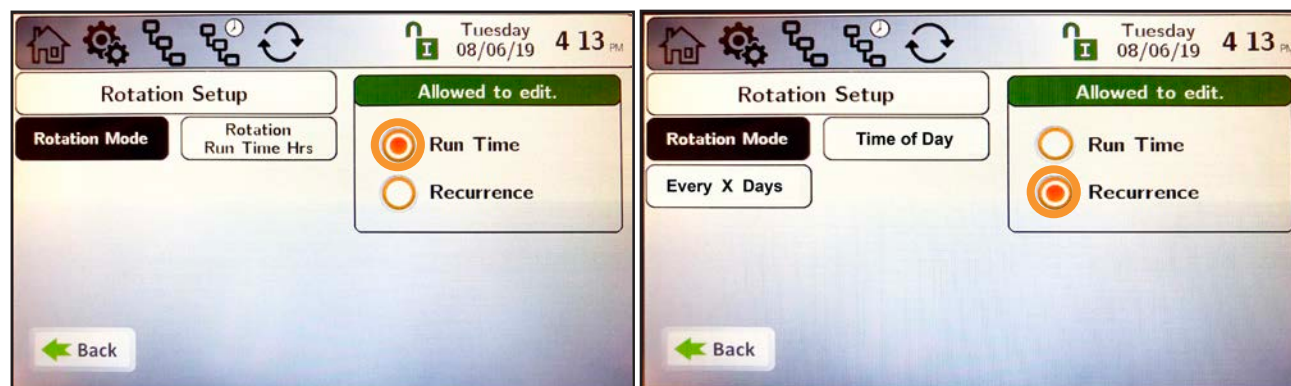 I
Tuesday
08/06/19
4 13 PM
Rotation Setup
Allowed to edit.
Rotation Mode
Rotation
Run Time Hrs
Run Time
Recurrence
Back
I
Tuesday
08/06/19
4 13 PM
Rotation Setup
Allowed to edit.
Rotation Mode
Time of Day
Every X Days
Run Time
Recurrence
Back